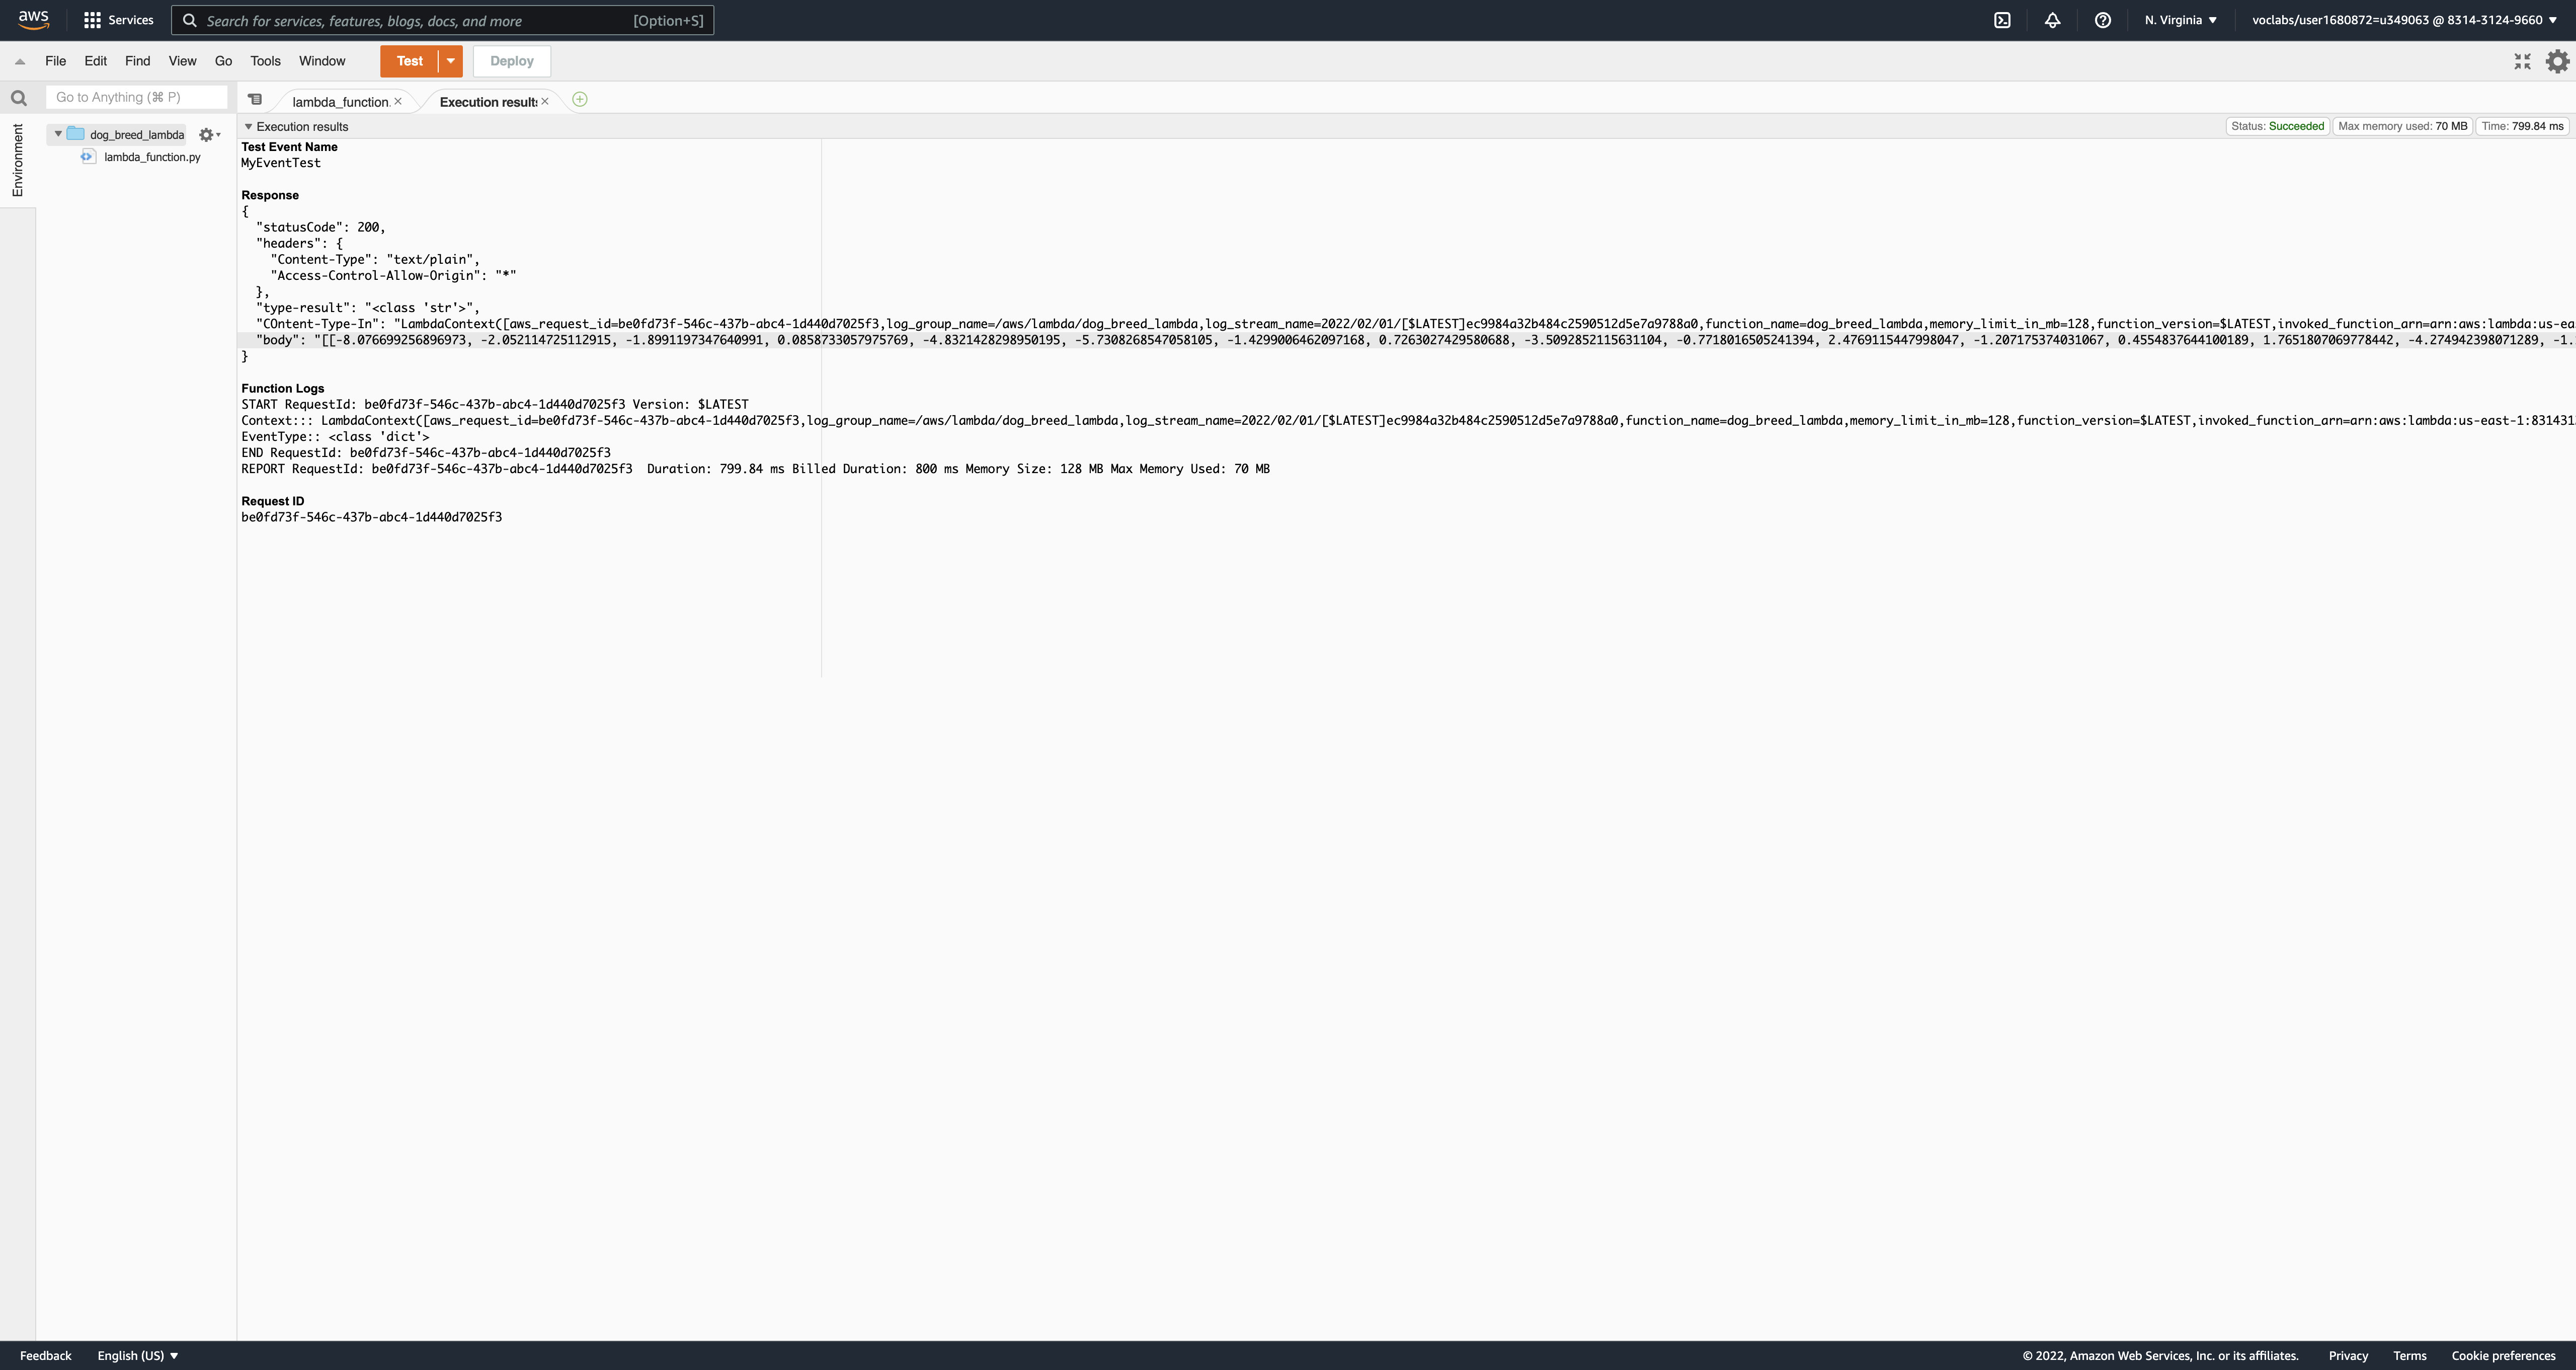 aws Services Search for services, features, blogs, docs, and more [Option+S] N. Virginia voclabs/user1680872=u349063 @ 8314-3124-9660
File Edit Find View Go Tools Window Test Deploy
Go to Anything (⌘ P) lambda_function. Execution results
Environment
dog_breed_lambda
lambda_function.py
Execution results Status: Succeeded Max memory used: 70 MB Time: 799.84 ms
Test Event Name
MyEventTest
Response
{
"statusCode": 200,
"headers": {
"Content-Type": "text/plain",
"Access-Control-Allow-Origin": "*"
},
"type-result": "<class 'str'>",
"COntent-Type-In": "LambdaContext([aws_request_id=be0fd73f-546c-437b-abc4-1d440d7025f3,log_group_name=/aws/lambda/dog_breed_lambda,log_stream_name=2022/02/01/[$LATEST]ec9984a32b484c2590512d5e7a9788a0,function_name=dog_breed_lambda,memory_limit_in_mb=128,function_version=$LATEST,invoked_function_arn=arn:aws:lambda:us-ea
"body": "[[-8.076699256896973, -2.052114725112915, -1.8991197347640991, 0.0858733057975769, -4.8321428298950195, -5.7308268547058105, -1.4299006462097168, 0.7263027429580688, -3.5092852115631104, -0.7718016505241394, 2.4769115447998047, -1.207175374031067, 0.4554837644100189, 1.7651807069778442, -4.274942398071289, -1.
}
Function Logs
START RequestId: be0fd73f-546c-437b-abc4-1d440d7025f3 Version: $LATEST
Context::: LambdaContext([aws_request_id=be0fd73f-546c-437b-abc4-1d440d7025f3,log_group_name=/aws/lambda/dog_breed_lambda,log_stream_name=2022/02/01/[$LATEST]ec9984a32b484c2590512d5e7a9788a0,function_name=dog_breed_lambda,memory_limit_in_mb=128,function_version=$LATEST,invoked_function_arn=arn:aws:lambda:us-east-1:831431
EventType:: <class 'dict'>
END RequestId: be0fd73f-546c-437b-abc4-1d440d7025f3
REPORT RequestId: be0fd73f-546c-437b-abc4-1d440d7025f3 Duration: 799.84 ms Billed Duration: 800 ms Memory Size: 128 MB Max Memory Used: 70 MB
Request ID
be0fd73f-546c-437b-abc4-1d440d7025f3
Feedback English (US) © 2022, Amazon Web Services, Inc. or its affiliates. Privacy Terms Cookie preferences